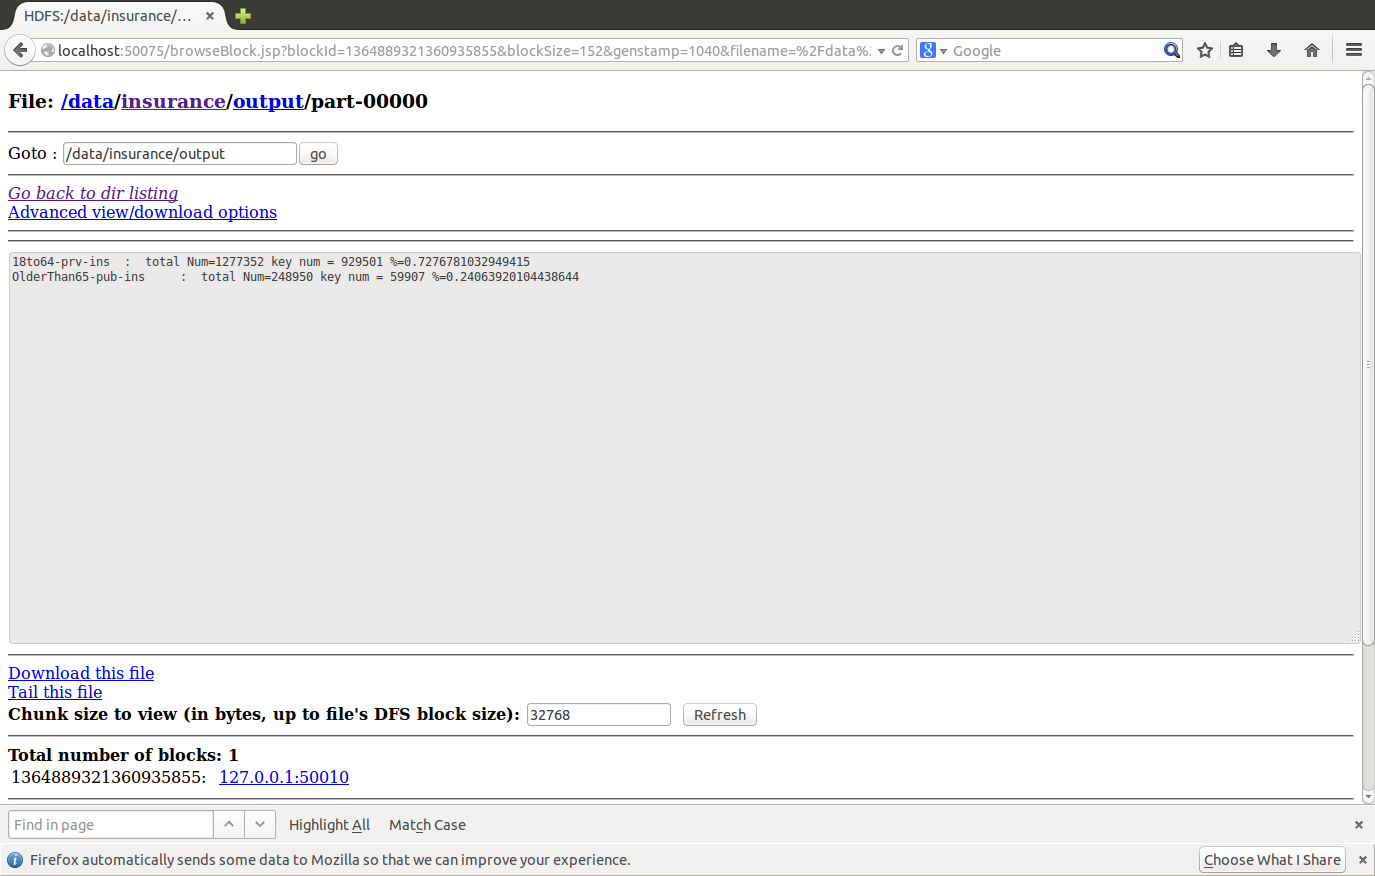 HDFS:/data/insurance/...
localhost:50075/browseBlock.jsp?blockId=1364889321360935855&blockSize=152&genstamp=1040&filename=%2Fdata%
Google
File: /data/insurance/output/part-00000
Goto : /data/insurance/output go
Go back to dir listing
Advanced view/download options
18to64-prv-ins : total Num=1277352 key num = 929501 %=0.7276781032949415
OlderThan65-pub-ins : total Num=248950 key num = 59907 %=0.24063920104438644
Download this file
Tail this file
Chunk size to view (in bytes, up to file's DFS block size): 32768 Refresh
Total number of blocks: 1
1364889321360935855: 127.0.0.1:50010
Find in page Highlight All Match Case
Firefox automatically sends some data to Mozilla so that we can improve your experience. Choose What I Share